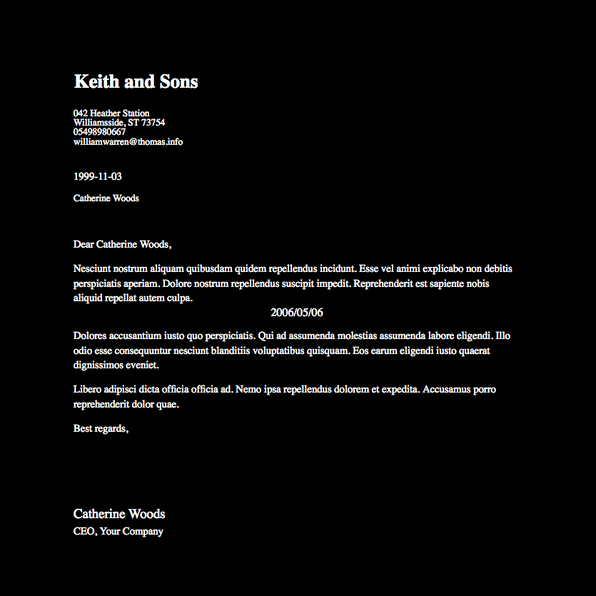 Keith and Sons
042 Heather Station
Williamsside, ST 73754
05498980667
williamwarren@thomas.info
1999-11-03
Catherine Woods
Dear Catherine Woods,
Nesciunt nostrum aliquam quibusdam quidem repellendus incidunt. Esse vel animi explicabo non debitis
perspiciatis aperiam. Dolore nostrum repellendus suscipit impedit. Reprehenderit est sapiente nobis
aliquid repellat autem culpa.
2006/05/06
Dolores accusantium iusto quo perspiciatis. Qui ad assumenda molestias assumenda labore eligendi. Illo
odio esse consequuntur nesciunt blanditiis voluptatibus quisquam. Eos earum eligendi iusto quaerat
dignissimos eveniet.
Libero adipisci dicta officia officia ad. Nemo ipsa repellendus dolorem et expedita. Accusamus porro
reprehenderit dolor quae.
Best regards,
Catherine Woods
CEO, Your Company